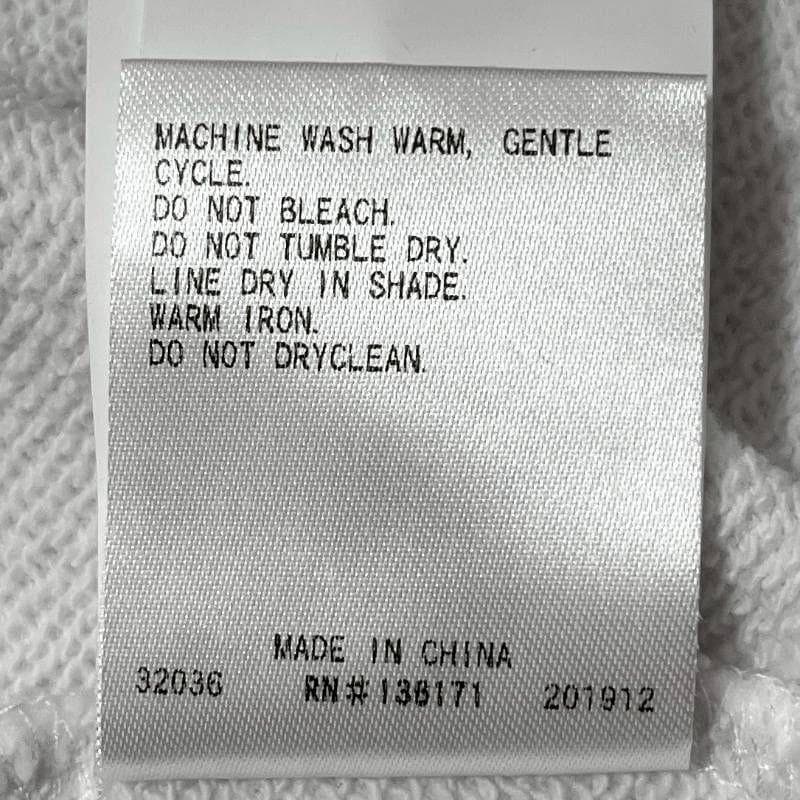 MACHINE WASH WARM, GENTLE
CYCLE.
DO NOT BLEACH.
DO NOT TUMBLE DRY.
LINE DRY IN SHADE.
WARM IRON.
DO NOT DRYCLEAN.
MADE IN CHINA
32036 RN# 136171 201912